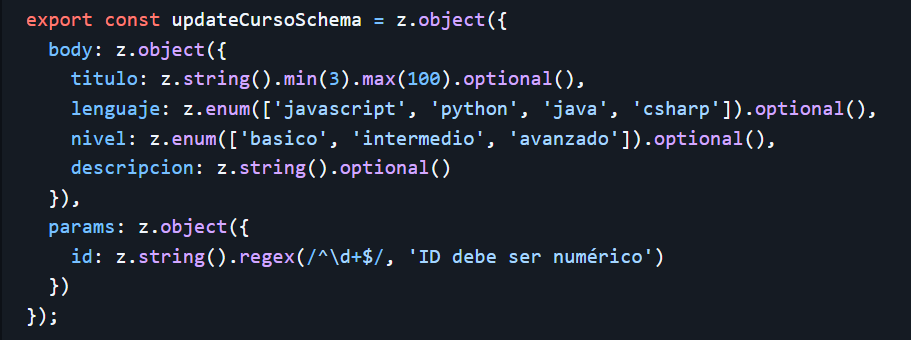 export const updateCursoSchema = z.object({
  body: z.object({
    titulo: z.string().min(3).max(100).optional(),
    lenguaje: z.enum(['javascript', 'python', 'java', 'csharp']).optional(),
    nivel: z.enum(['basico', 'intermedio', 'avanzado']).optional(),
    descripcion: z.string().optional()
  }),
  params: z.object({
    id: z.string().regex(/^\d+$/, 'ID debe ser numérico')
  })
});